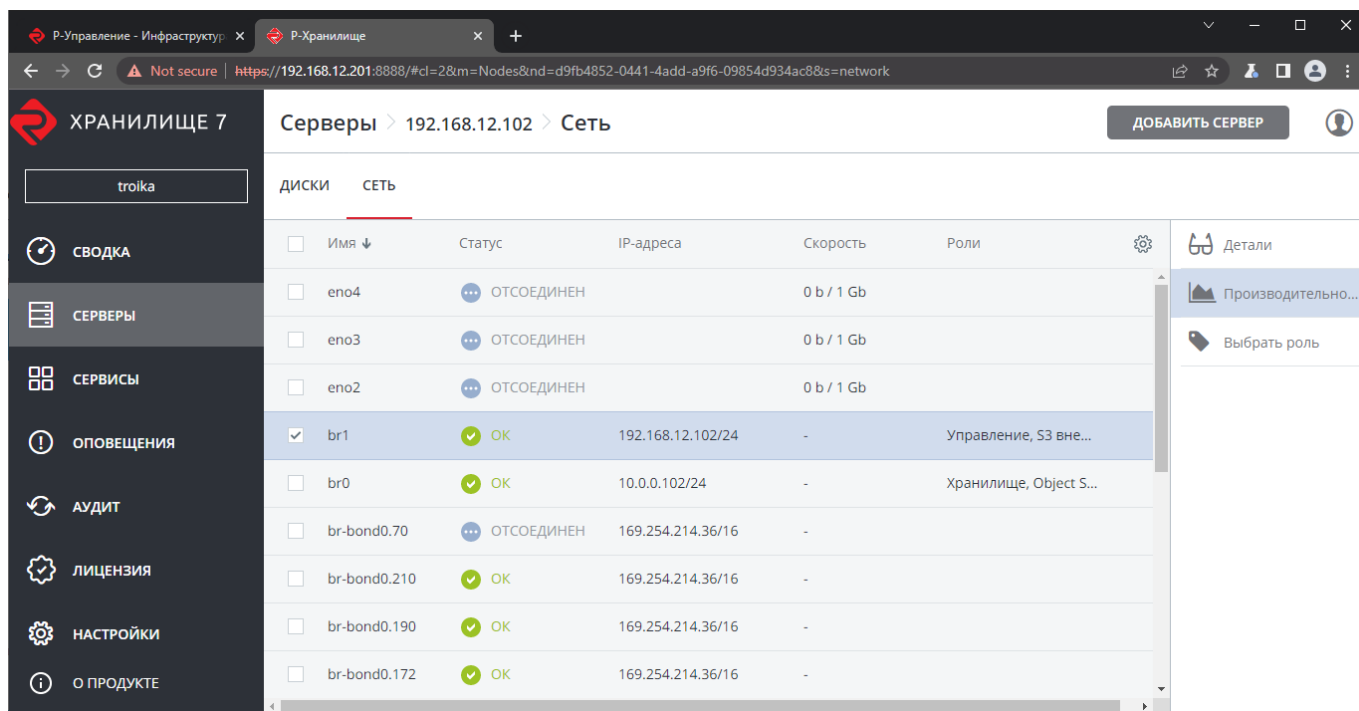 Р-Управление - Инфраструктур
Р-Хранилище
Not secure https://192.168.12.201:8888/#cl=2&m=Nodes&nd=d9fb4852-0441-4add-a9f6-09854d934ac8&s=network
ХРАНИЛИЩЕ 7
Серверы > 192.168.12.102 > Сеть
ДОБАВИТЬ СЕРВЕР
troika
ДИСКИ СЕТЬ
СВОДКА
СЕРВЕРЫ
СЕРВИСЫ
ОПОВЕЩЕНИЯ
АУДИТ
ЛИЦЕНЗИЯ
НАСТРОЙКИ
О ПРОДУКТЕ
Имя Статус IP-адреса Скорость Роли
eno4 ОТСОЕДИНЕН 0 b / 1 Gb
eno3 ОТСОЕДИНЕН 0 b / 1 Gb
eno2 ОТСОЕДИНЕН 0 b / 1 Gb
br1 OK 192.168.12.102/24 - Управление, S3 вне...
br0 OK 10.0.0.102/24 - Хранилище, Object S...
br-bond0.70 ОТСОЕДИНЕН 169.254.214.36/16 -
br-bond0.210 OK 169.254.214.36/16 -
br-bond0.190 OK 169.254.214.36/16 -
br-bond0.172 OK 169.254.214.36/16 -
Детали
Производительно...
Выбрать роль